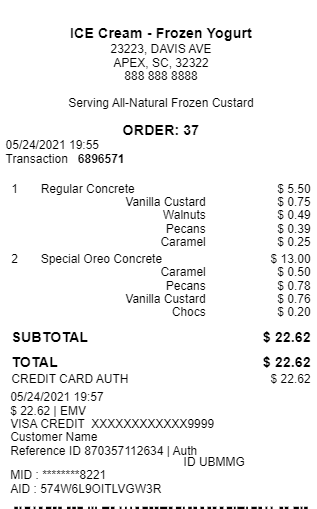 ICE Cream - Frozen Yogurt
23223, DAVIS AVE
APEX, SC, 32322
888 888 8888
Serving All-Natural Frozen Custard
ORDER: 37
05/24/2021 19:55
Transaction 6896571
1 Regular Concrete $ 5.50
Vanilla Custard $ 0.75
Walnuts $ 0.49
Pecans $ 0.39
Caramel $ 0.25
2 Special Oreo Concrete $ 13.00
Caramel $ 0.50
Pecans $ 0.78
Vanilla Custard $ 0.76
Chocs $ 0.20
SUBTOTAL $ 22.62
TOTAL $ 22.62
CREDIT CARD AUTH $ 22.62
05/24/2021 19:57
$ 22.62 | EMV
VISA CREDIT XXXXXXXXXXXX9999
Customer Name
Reference ID 870357112634 | Auth
ID UBMMG
MID : ********8221
AID : 574W6L9OITLVGW3R